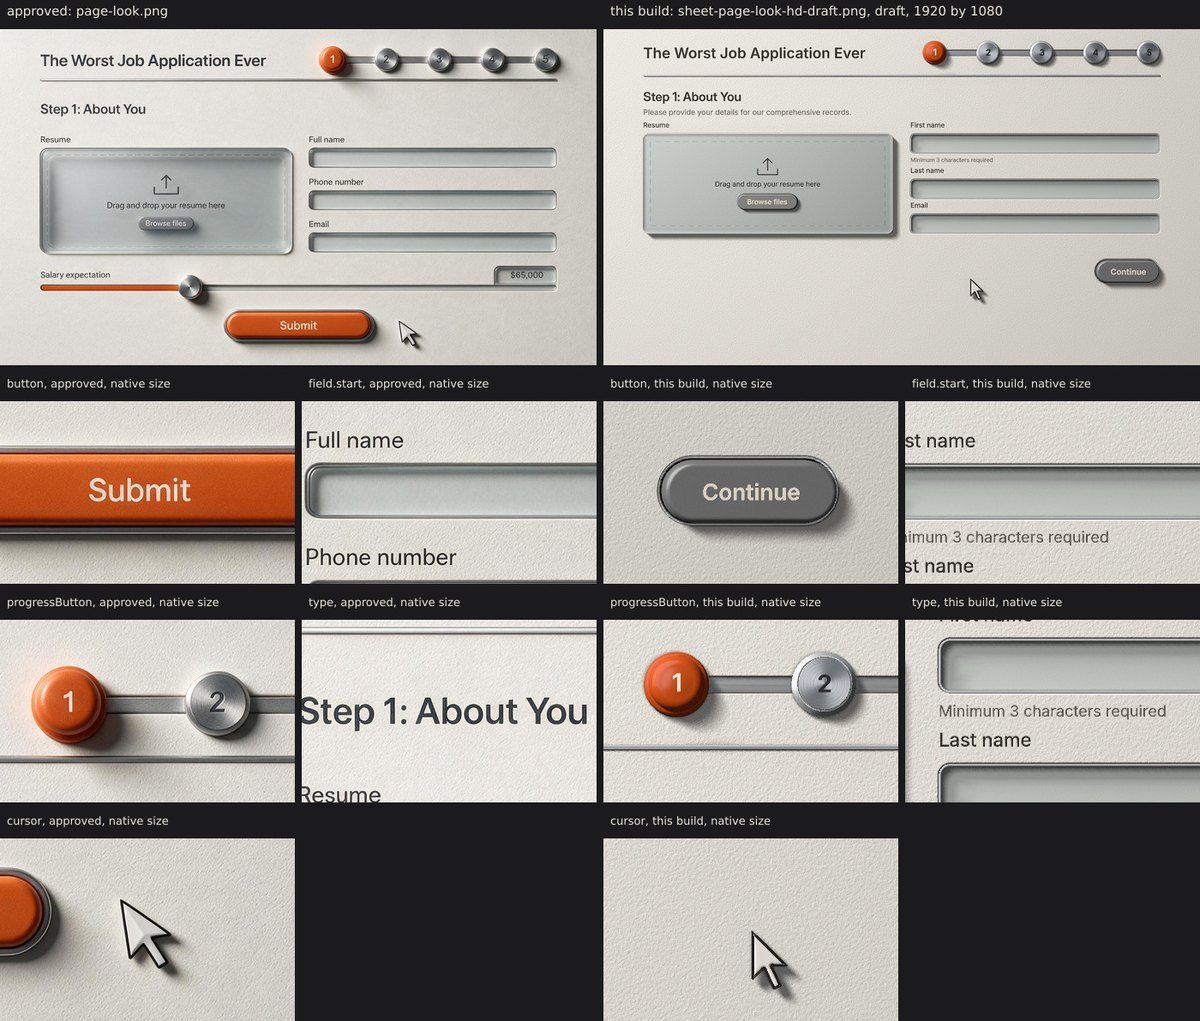 approved: page-look.png
this build: sheet-page-look-hd-draft.png, draft, 1920 by 1080
The Worst Job Application Ever
1 2 3 4 5
Step 1: About You
Resume
Full name
Phone number
Drag and drop your resume here
Browse files
Email
Salary expectation
$65,000
Submit
The Worst Job Application Ever
1 2 3 4 5
Step 1: About You
Please provide your details for our comprehensive records.
Resume
First name
Minimum 3 characters required
Last name
Drag and drop your resume here
Browse files
Email
Continue
button, approved, native size
field.start, approved, native size
button, this build, native size
field.start, this build, native size
Submit
Full name
Phone number
Continue
st name
nimum 3 characters required
st name
progressButton, approved, native size
type, approved, native size
progressButton, this build, native size
type, this build, native size
1 2
Step 1: About You
Resume
1 2
First name
Minimum 3 characters required
Last name
cursor, approved, native size
cursor, this build, native size